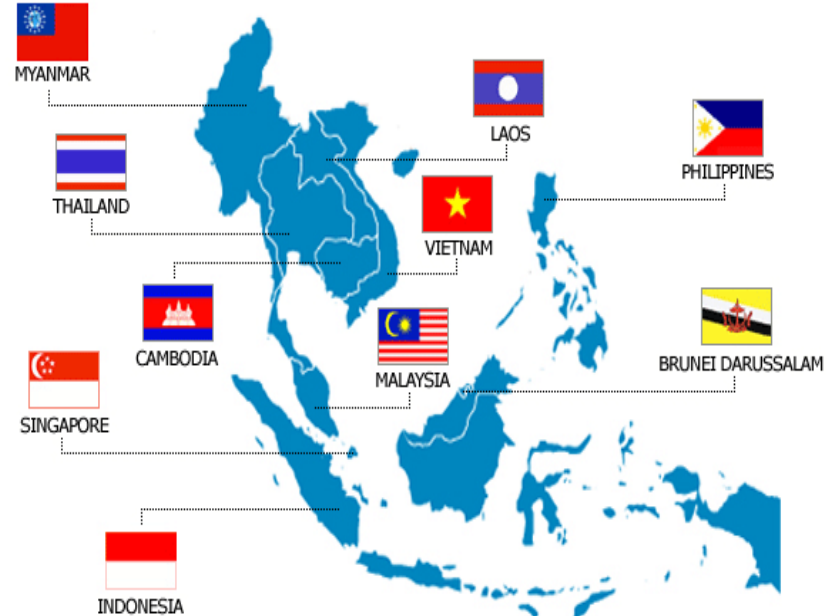 MYANMAR
LAOS
PHILIPPINES
THAILAND
VIETNAM
CAMBODIA
MALAYSIA
BRUNEI DARUSSALAM
SINGAPORE
INDONESIA